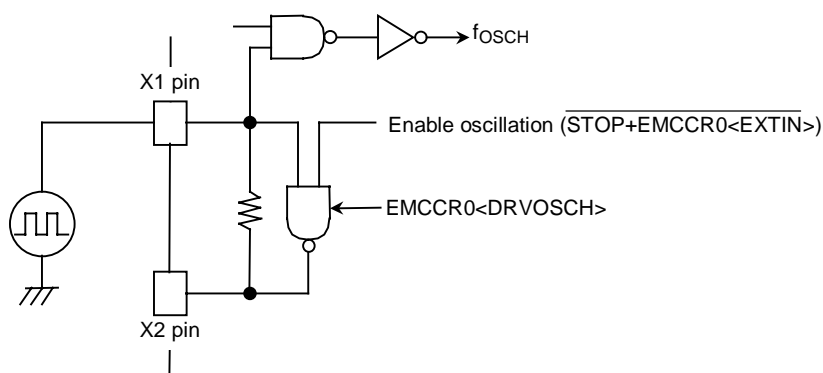 fOSCH
X1 pin
Enable oscillation (STOP+EMCCR0<EXTIN>)
EMCCR0<DRVOSCH>
X2 pin